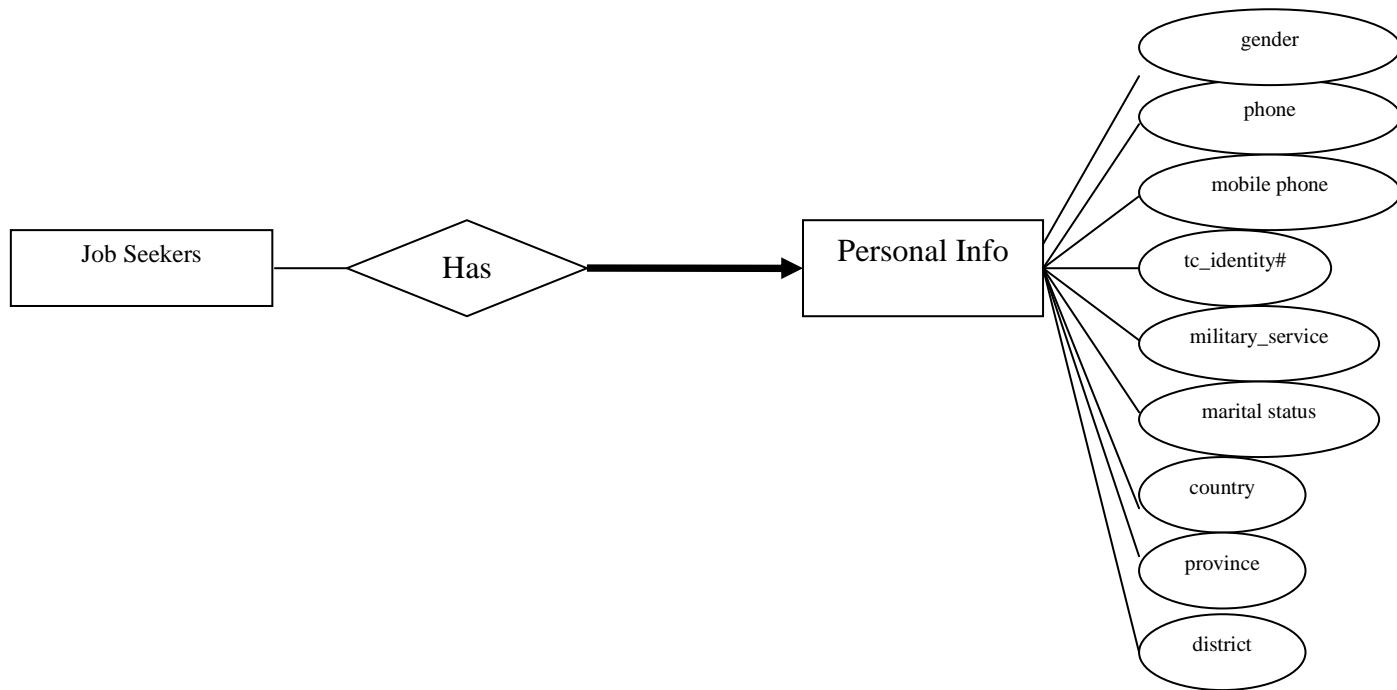 Job Seekers
Has
Personal Info
gender
phone
mobile phone
tc_identity#
military_service
marital status
country
province
district